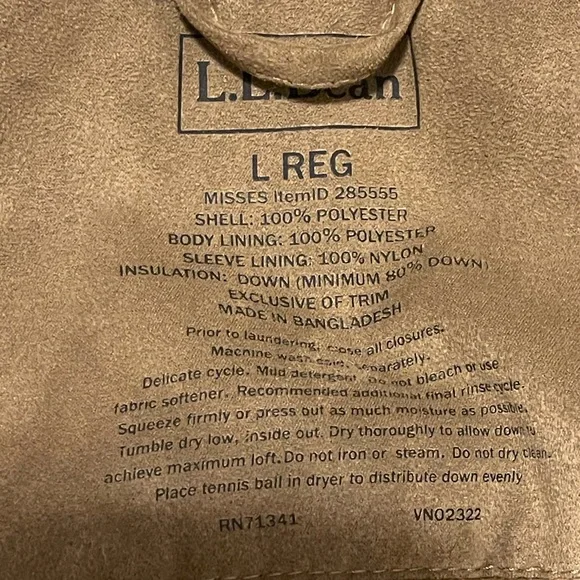 L.L.Bean
L REG
MISSES ItemID 285555
SHELL: 100% POLYESTER
BODY LINING: 100% POLYESTER
SLEEVE LINING: 100% NYLON
INSULATION: DOWN (MINIMUM 80% DOWN)
EXCLUSIVE OF TRIM
MADE IN BANGLADESH
Prior to laundering, close all closures.
Machine wash cold, separately.
Delicate cycle. Mild detergent. Do not bleach or use
fabric softener. Recommended additional final rinse cycle.
Squeeze firmly or press out as much moisture as possible.
Tumble dry low, inside out. Dry thoroughly to allow down to
achieve maximum loft. Do not iron or steam. Do not dry clean.
Place tennis ball in dryer to distribute down evenly
RN71341 VN02322